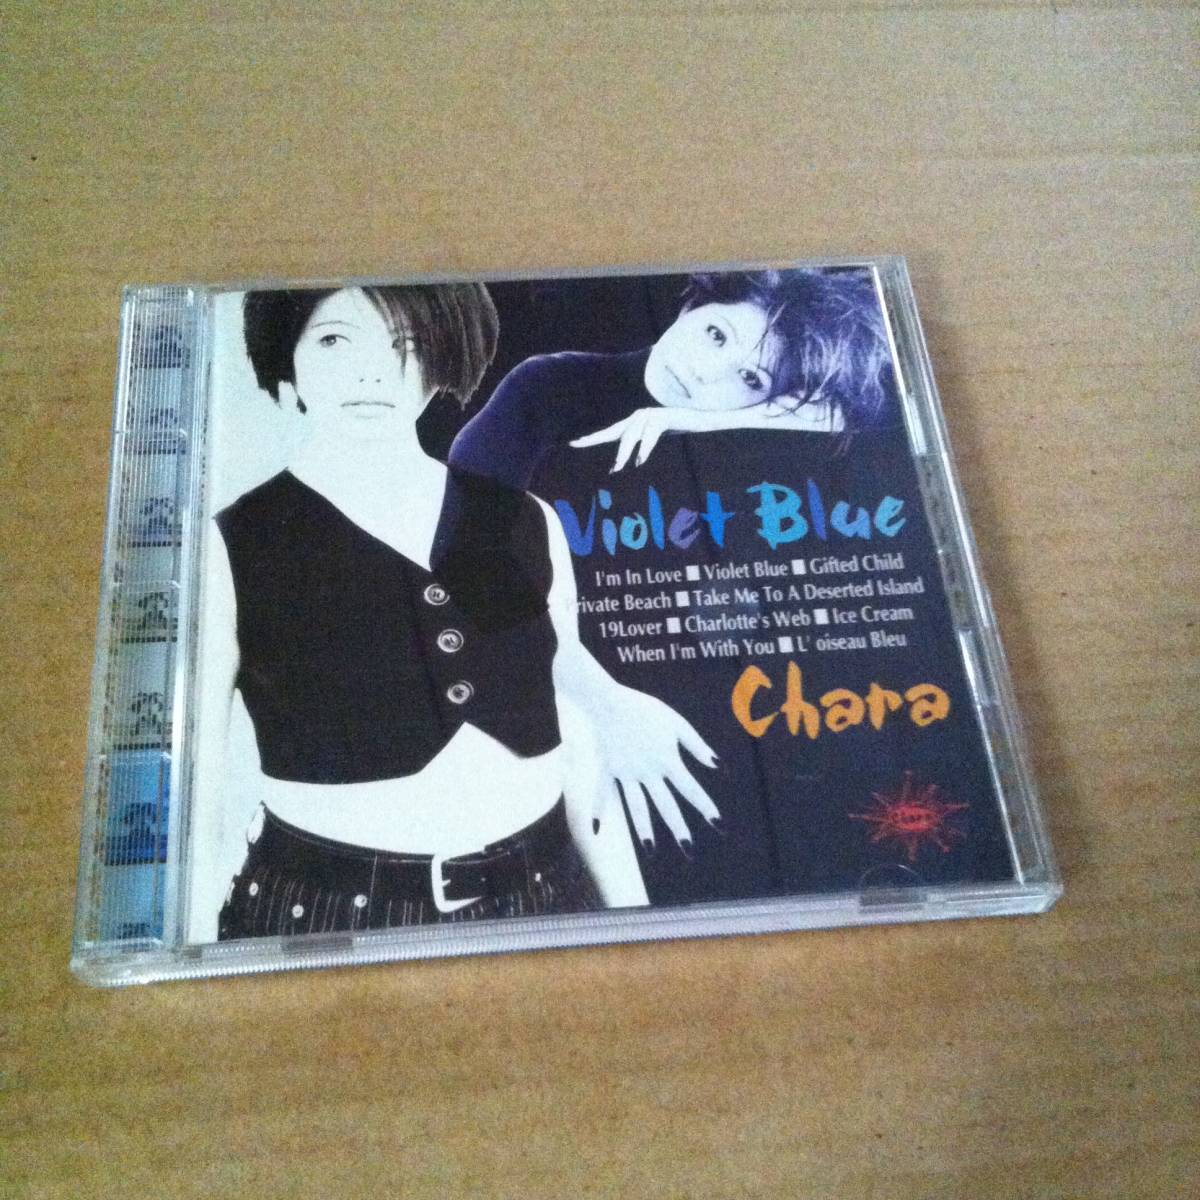 Violet Blue
I'm In Love ■ Violet Blue ■ Gifted Child
Private Beach ■ Take Me To A Deserted Island
19Lover ■ Charlotte's Web ■ Ice Cream
When I'm With You ■ L' oiseau Bleu
Chara
Chara